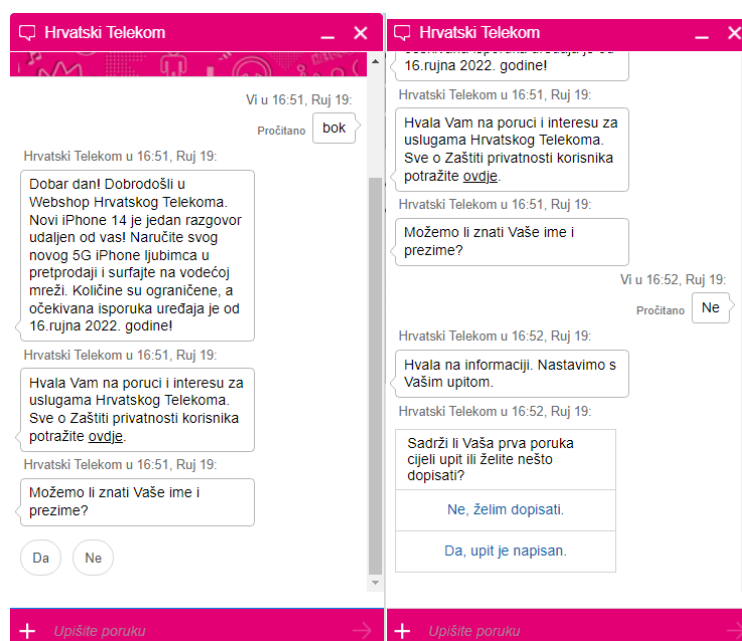 Hrvatski Telekom
Vi u 16:51, Ruj 19:
Pročitano
bok
Hrvatski Telekom u 16:51, Ruj 19:
Dobar dan! Dobrodošli u
Webshop Hrvatskog Telekoma.
Novi iPhone 14 je jedan razgovor
udaljen od vas! Naručite svog
novog 5G iPhone ljubimca u
pretprodaji i surfajte na vodećoj
mreži. Količine su ograničene, a
očekivana isporuka uređaja je od
16.rujna 2022. godine!
Hrvatski Telekom u 16:51, Ruj 19:
Hvala Vam na poruci i interesu za
uslugama Hrvatskog Telekoma.
Sve o Zaštiti privatnosti korisnika
potražite ovdje.
Hrvatski Telekom u 16:51, Ruj 19:
Možemo li znati Vaše ime i
prezime?
Da
Ne
Upišite poruku
Hrvatski Telekom
16.rujna 2022. godine!
Hrvatski Telekom u 16:51, Ruj 19:
Hvala Vam na poruci i interesu za
uslugama Hrvatskog Telekoma.
Sve o Zaštiti privatnosti korisnika
potražite ovdje.
Hrvatski Telekom u 16:51, Ruj 19:
Možemo li znati Vaše ime i
prezime?
Vi u 16:52, Ruj 19:
Pročitano
Ne
Hrvatski Telekom u 16:52, Ruj 19:
Hvala na informaciji. Nastavimo s
Vašim upitom.
Hrvatski Telekom u 16:52, Ruj 19:
Sadrži li Vaša prva poruka
cijeli upit ili želite nešto
dopisati?
Ne, želim dopisati.
Da, upit je napisan.
Upišite poruku